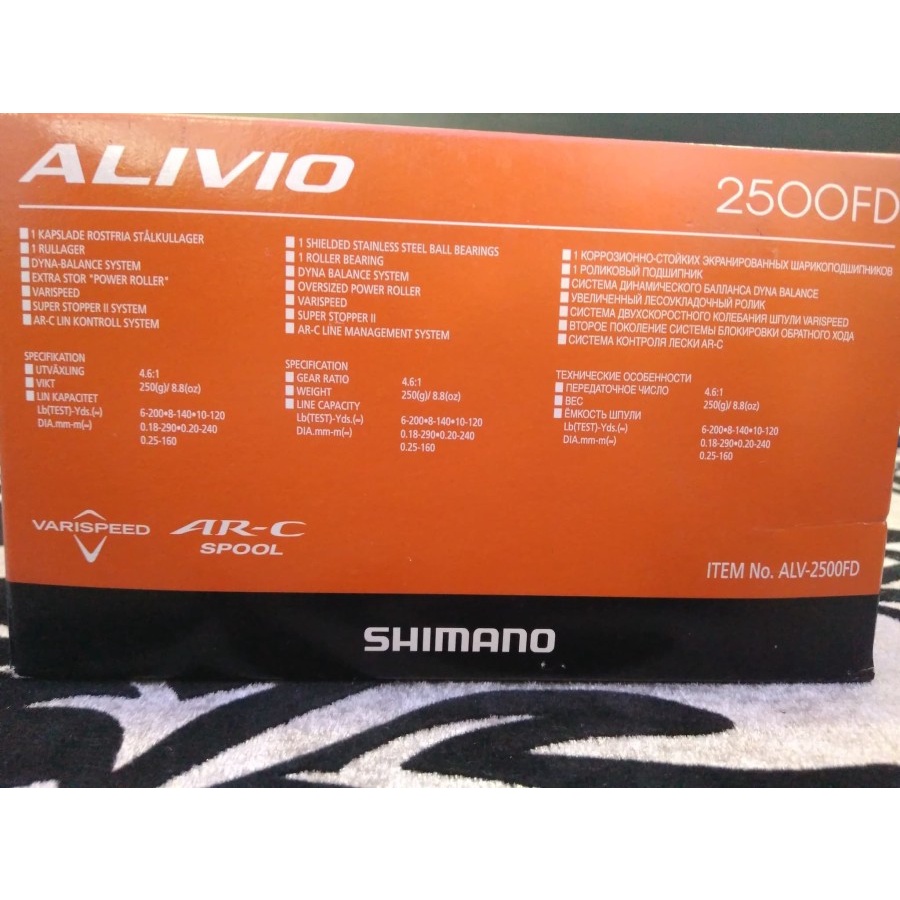 ALIVIO
2500FD
1 KAPSLADE ROSTFRIA STÅLKULLAGER
1 RULLAGER
DYNA-BALANCE SYSTEM
EXTRA STOR "POWER ROLLER"
VARISPEED
SUPER STOPPER II SYSTEM
AR-C LIN KONTROLL SYSTEM
SPECIFIKATION
UTVÄXLING 4.6:1
VIKT 250(g)/ 8.8(oz)
LIN KAPACITET
Lb(TEST)-Yds.(≈) 6-200*8-140*10-120
DIA.mm-m(≈) 0.18-290*0.20-240
0.25-160
1 SHIELDED STAINLESS STEEL BALL BEARINGS
1 ROLLER BEARING
DYNA BALANCE SYSTEM
OVERSIZED POWER ROLLER
VARISPEED
SUPER STOPPER II
AR-C LINE MANAGEMENT SYSTEM
SPECIFICATION
GEAR RATIO 4.6:1
WEIGHT 250(g)/ 8.8(oz)
LINE CAPACITY
Lb(TEST)-Yds.(≈) 6-200*8-140*10-120
DIA.mm-m(≈) 0.18-290*0.20-240
0.25-160
1 КОРРОЗИОННО-СТОЙКИХ ЭКРАНИРОВАННЫХ ШАРИКОПОДШИПНИКОВ
1 РОЛИКОВЫЙ ПОДШИПНИК
СИСТЕМА ДИНАМИЧЕСКОГО БАЛЛАНСА DYNA BALANCE
УВЕЛИЧЕННЫЙ ЛЕСОУКЛАДОЧНЫЙ РОЛИК
СИСТЕМА ДВУХСКОРОСТНОГО КОЛЕБАНИЯ ШПУЛИ VARISPEED
ВТОРОЕ ПОКОЛЕНИЕ СИСТЕМЫ БЛОКИРОВКИ ОБРАТНОГО ХОДА
СИСТЕМА КОНТРОЛЯ ЛЕСКИ AR-C
ТЕХНИЧЕСКИЕ ОСОБЕННОСТИ
ПЕРЕДАТОЧНОЕ ЧИСЛО 4.6:1
ВЕС 250(g)/ 8.8(oz)
ЁМКОСТЬ ШПУЛИ
Lb(TEST)-Yds.(≈) 6-200*8-140*10-120
DIA.mm-m(≈) 0.18-290*0.20-240
0.25-160
VARISPEED
AR-C
SPOOL
ITEM No. ALV-2500FD
SHIMANO